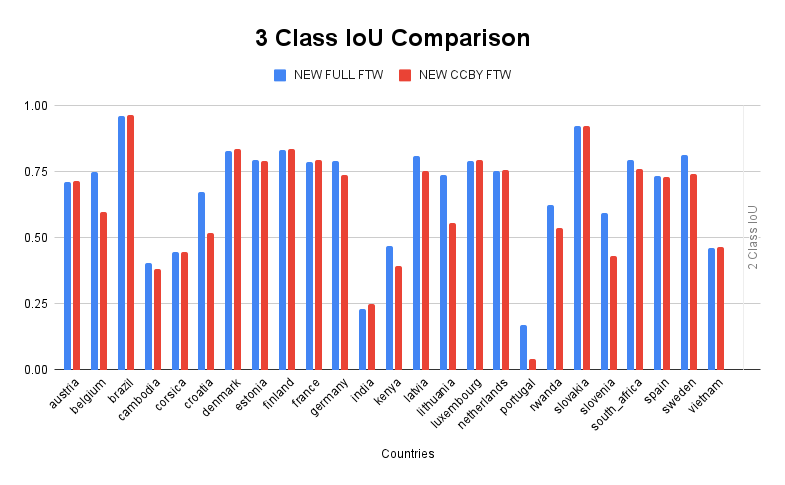 3 Class IoU Comparison
NEW FULL FTW NEW CCBY FTW
1.00
0.75
0.50
0.25
0.00
2 Class IoU
austria
belgium
brazil
cambodia
corsica
croatia
denmark
estonia
finland
france
germany
india
kenya
latvia
lithuania
luxembourg
netherlands
portugal
rwanda
slovakia
slovenia
south_africa
spain
sweden
vietnam
Countries